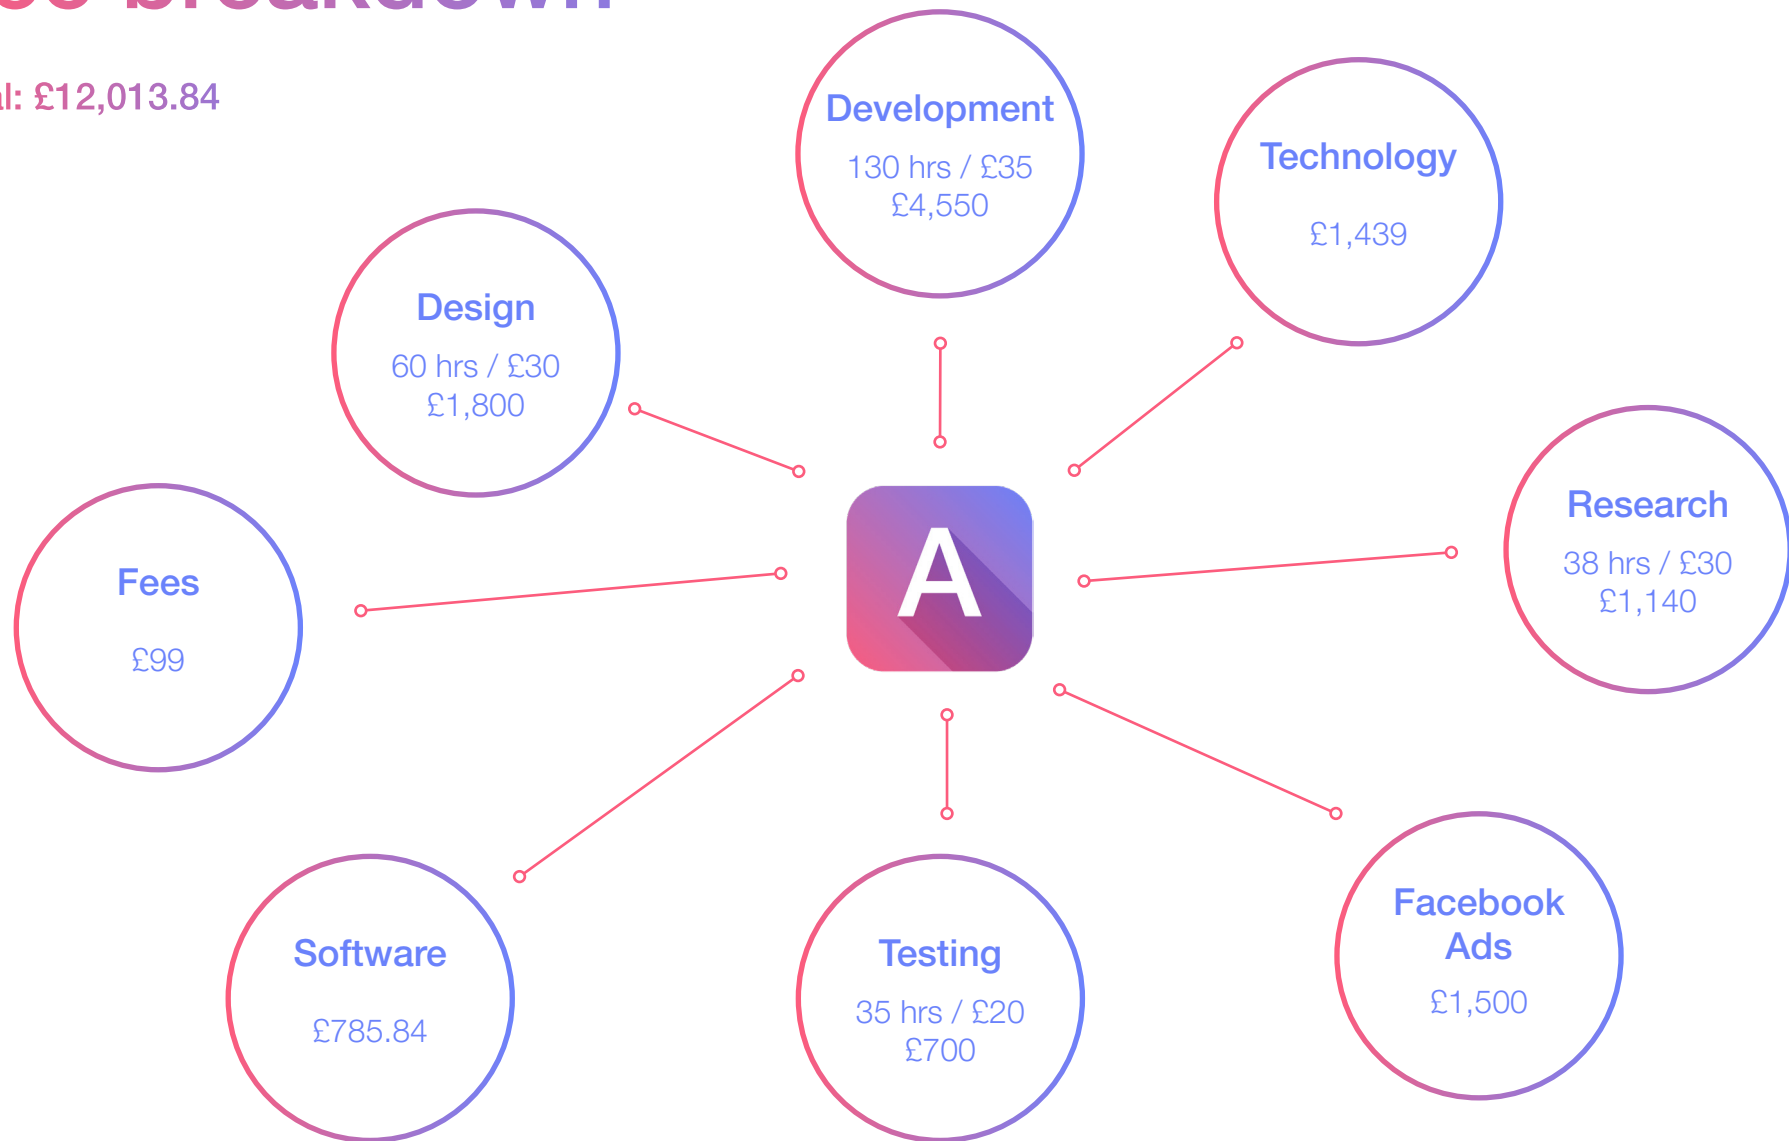 breakdown
£12,013.84
Development
130 hrs / £35
£4,550
Technology
£1,439
Design
60 hrs / £30
£1,800
Research
38 hrs / £30
£1,140
A
Fees
£99
Facebook
Ads
£1,500
Software
£785.84
Testing
35 hrs / £20
£700